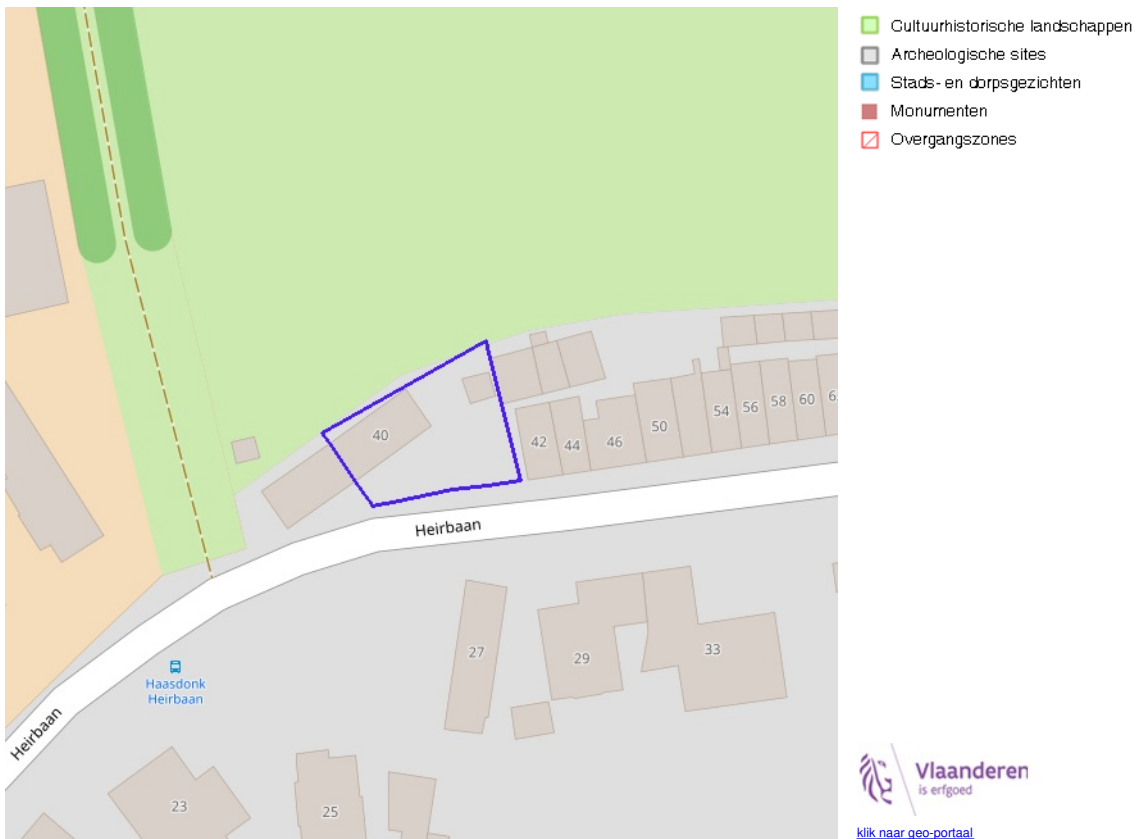 Cultuurhistorische landschappen
Archeologische sites
Stads- en dorpsgezichten
Monumenten
Overgangszones
40
42
44
46
50
54
56
58
60
Heirbaan
27
29
33
Haasdonk
Heirbaan
Heirbaan
23
25
Vlaanderen
is erfgoed
klik naar geo-portaal